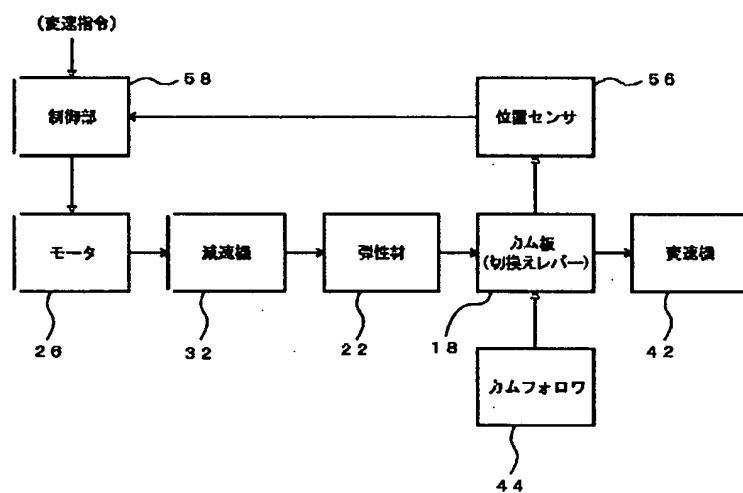 (変速指令)
58
56
制御部
位置センサ
モータ
減速機
弾性材
カム板
(切換えレバー)
変速機
26
32
22
18
42
カムフォロワ
44